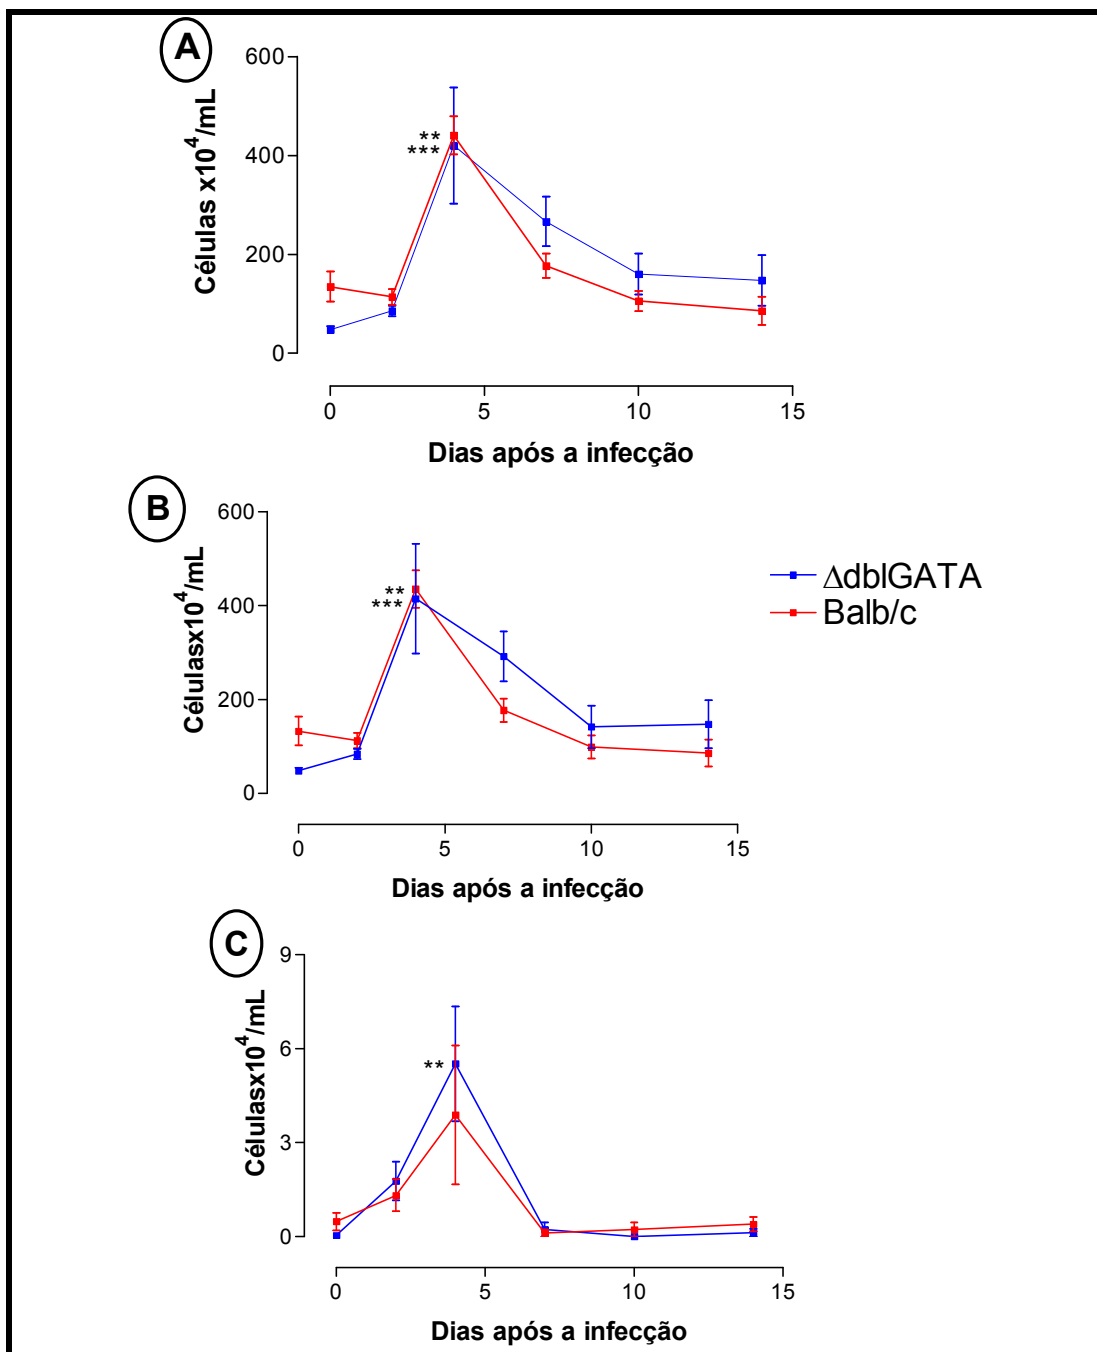 A
600
400
200
0
Células x10⁴/mL
**
***
0 5 10 15
Dias após a infecção
B
600
400
200
0
Célulasx10⁴/mL
**
***
0 5 10 15
Dias após a infecção
ΔdblGATA
Balb/c
C
9
6
3
0
Célulasx10⁴/mL
**
0 5 10 15
Dias após a infecção